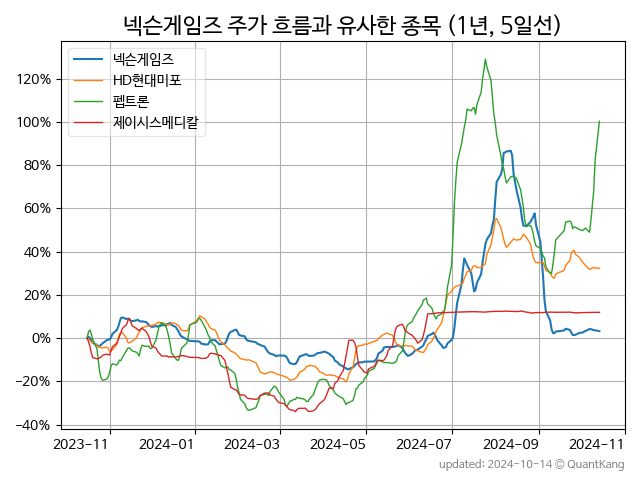 넥슨게임즈 주가 흐름과 유사한 종목 (1년, 5일선)
넥슨게임즈
HD현대미포
펩트론
제이시스메디칼
120%
100%
80%
60%
40%
20%
0%
−20%
−40%
2023-11
2024-01
2024-03
2024-05
2024-07
2024-09
2024-11
updated: 2024-10-14 © QuantKang